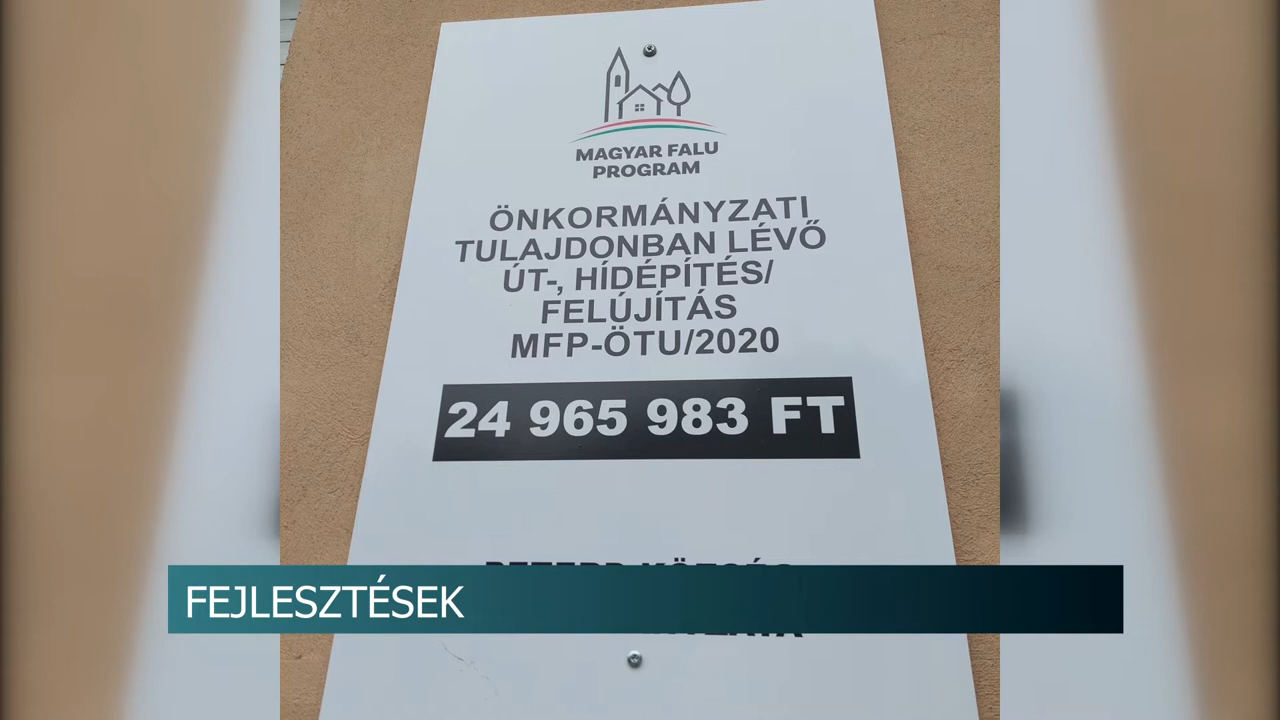 MAGYAR FALU
PROGRAM
ÖNKORMÁNYZATI
TULAJDONBAN LÉVŐ
ÚT-, HÍDÉPÍTÉS/
FELÚJÍTÁS
MFP-ÖTU/2020
24 965 983 FT
FEJLESZTÉSEK